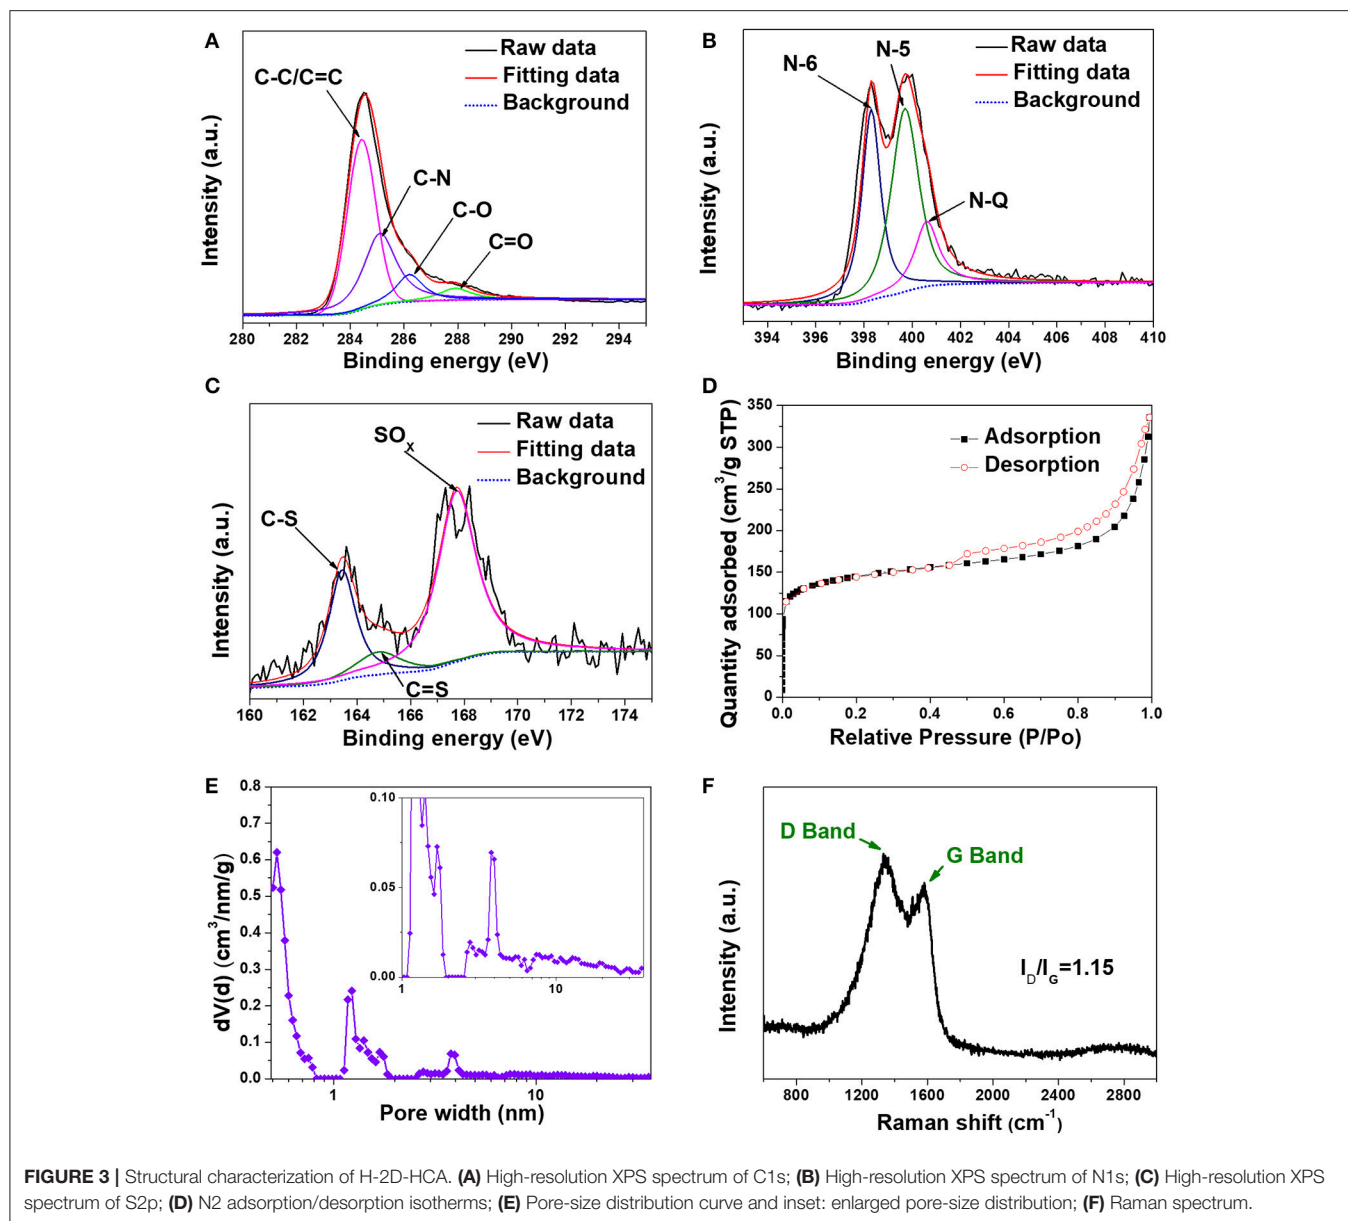 A
Raw data
Fitting data
Background
C-C/C=C
C-N
C-O
C=O
Intensity (a.u.)
280 282 284 286 288 290 292 294
Binding energy (eV)
B
Raw data
Fitting data
Background
N-5
N-6
N-Q
Intensity (a.u.)
394 396 398 400 402 404 406 408 410
Binding energy (eV)
C
Raw data
Fitting data
Background
SOx
C-S
C=S
Intensity (a.u.)
160 162 164 166 168 170 172 174
Binding energy (eV)
D
Adsorption
Desorption
Quantity adsorbed (cm³/g STP)
350
300
250
200
150
100
50
0
0.0 0.2 0.4 0.6 0.8 1.0
Relative Pressure (P/Po)
E
dV(d) (cm³/nm/g)
0.8
0.7
0.6
0.5
0.4
0.3
0.2
0.1
0.0
1 10
Pore width (nm)
0.10
0.05
0.00
1 10
F
D Band
G Band
I_D/I_G=1.15
Intensity (a.u.)
800 1200 1600 2000 2400 2800
Raman shift (cm⁻¹)
FIGURE 3 | Structural characterization of H-2D-HCA. (A) High-resolution XPS spectrum of C1s; (B) High-resolution XPS spectrum of N1s; (C) High-resolution XPS
spectrum of S2p; (D) N2 adsorption/desorption isotherms; (E) Pore-size distribution curve and inset: enlarged pore-size distribution; (F) Raman spectrum.